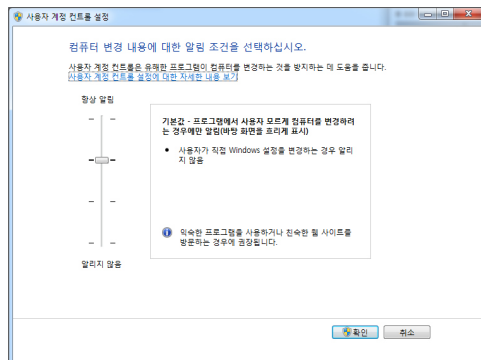 사용자 계정 컨트롤 설정
컴퓨터 변경 내용에 대한 알림 조건을 선택하십시오.
사용자 계정 컨트롤은 유해한 프로그램이 컴퓨터를 변경하는 것을 방지하는 데 도움을 줍니다.
사용자 계정 컨트롤 설정에 대한 자세한 내용 보기
항상 알림
기본값 - 프로그램에서 사용자 모르게 컴퓨터를 변경하려
는 경우에만 알림(바탕 화면을 흐리게 표시)
• 사용자가 직접 Windows 설정을 변경하는 경우 알리
지 않음
익숙한 프로그램을 사용하거나 친숙한 웹 사이트를
방문하는 경우에 권장됩니다.
알리지 않음
확인
취소